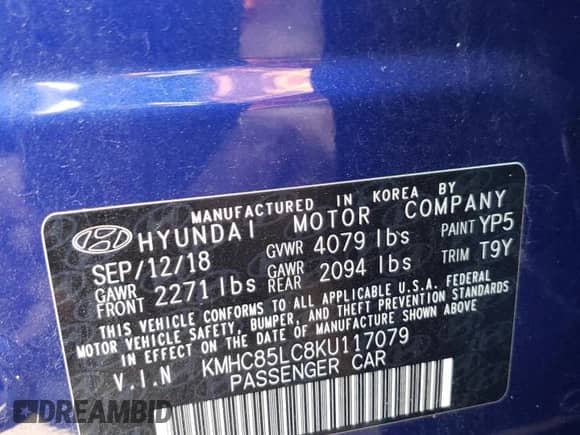 MANUFACTURED IN KOREA BY
HYUNDAI MOTOR COMPANY
SEP/12/18 GVWR 4079 lbs PAINT YP5
GAWR FRONT 2271 lbs GAWR REAR 2094 lbs TRIM T9Y
THIS VEHICLE CONFORMS TO ALL APPLICABLE U.S.A. FEDERAL
MOTOR VEHICLE SAFETY, BUMPER, AND THEFT PREVENTION STANDARDS
IN EFFECT ON THE DATE OF MANUFACTURE SHOWN ABOVE.
V.I.N KMHC85LC8KU117079
PASSENGER CAR
DREAMBID